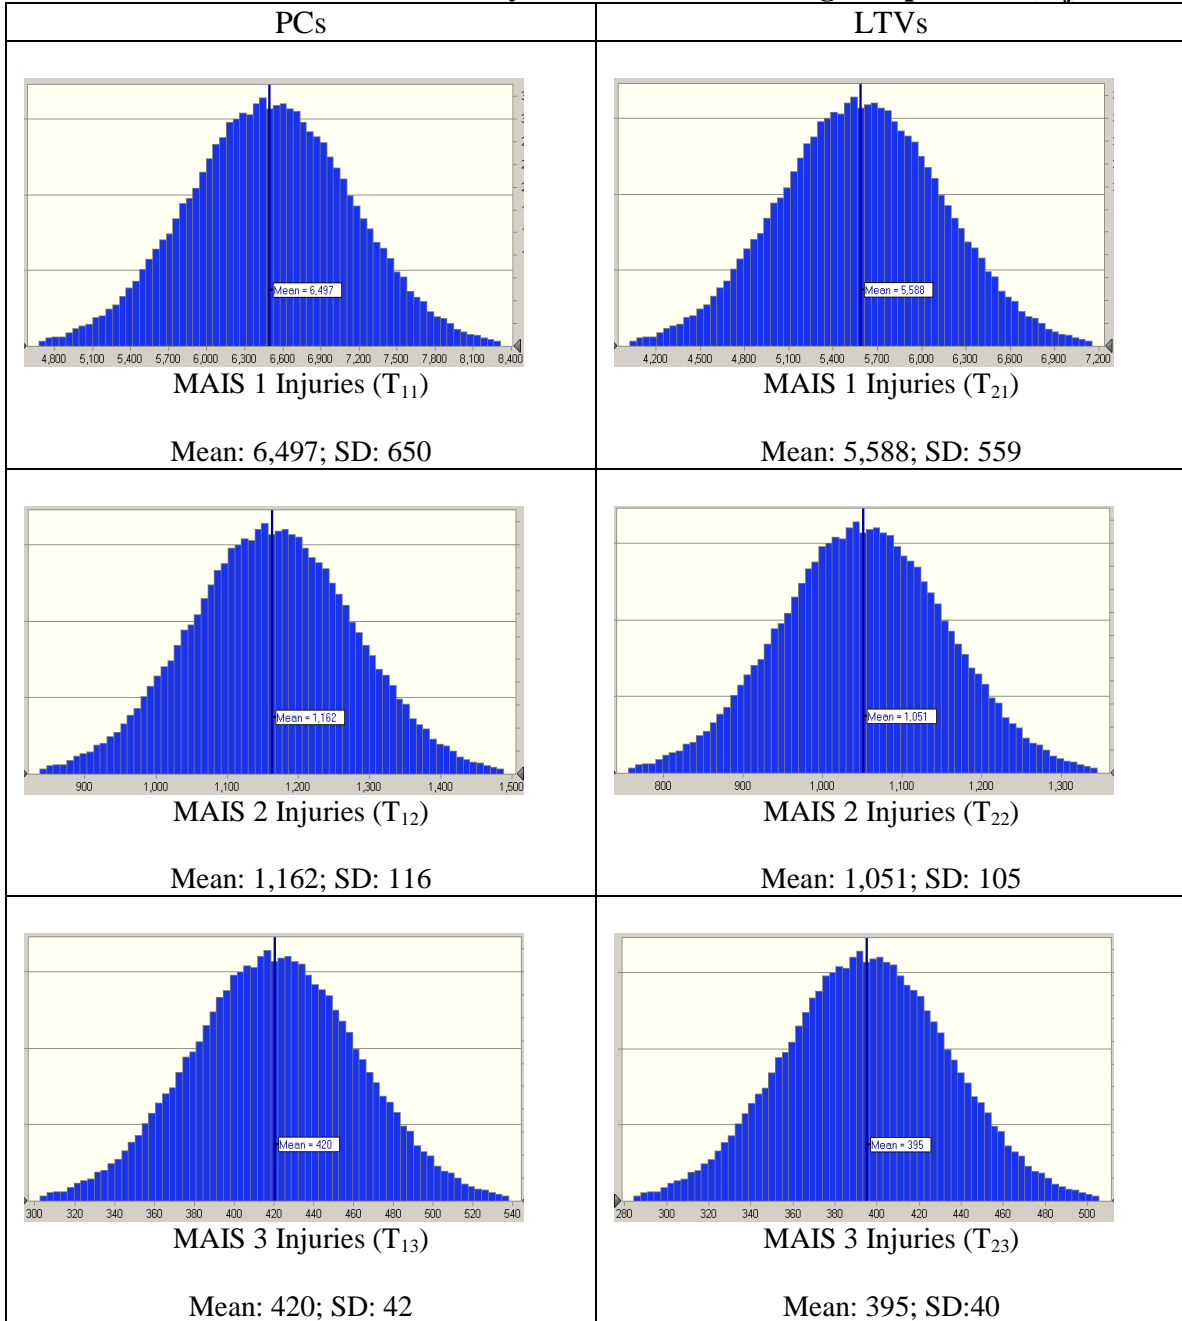 PCs
LTVs
Mean = 6,497
4,800 5,100 5,400 5,700 6,000 6,300 6,600 6,900 7,200 7,500 7,800 8,100 8,400
MAIS 1 Injuries (T11)
Mean: 6,497; SD: 650
Mean = 5,588
4,200 4,500 4,800 5,100 5,400 5,700 6,000 6,300 6,600 6,900 7,200
MAIS 1 Injuries (T21)
Mean: 5,588; SD: 559
Mean = 1,162
900 1,000 1,100 1,200 1,300 1,400 1,500
MAIS 2 Injuries (T12)
Mean: 1,162; SD: 116
Mean = 1,051
800 900 1,000 1,100 1,200 1,300
MAIS 2 Injuries (T22)
Mean: 1,051; SD: 105
Mean = 420
300 320 340 360 380 400 420 440 460 480 500 520 540
MAIS 3 Injuries (T13)
Mean: 420; SD: 42
Mean = 395
280 300 320 340 360 380 400 420 440 460 480 500
MAIS 3 Injuries (T23)
Mean: 395; SD:40